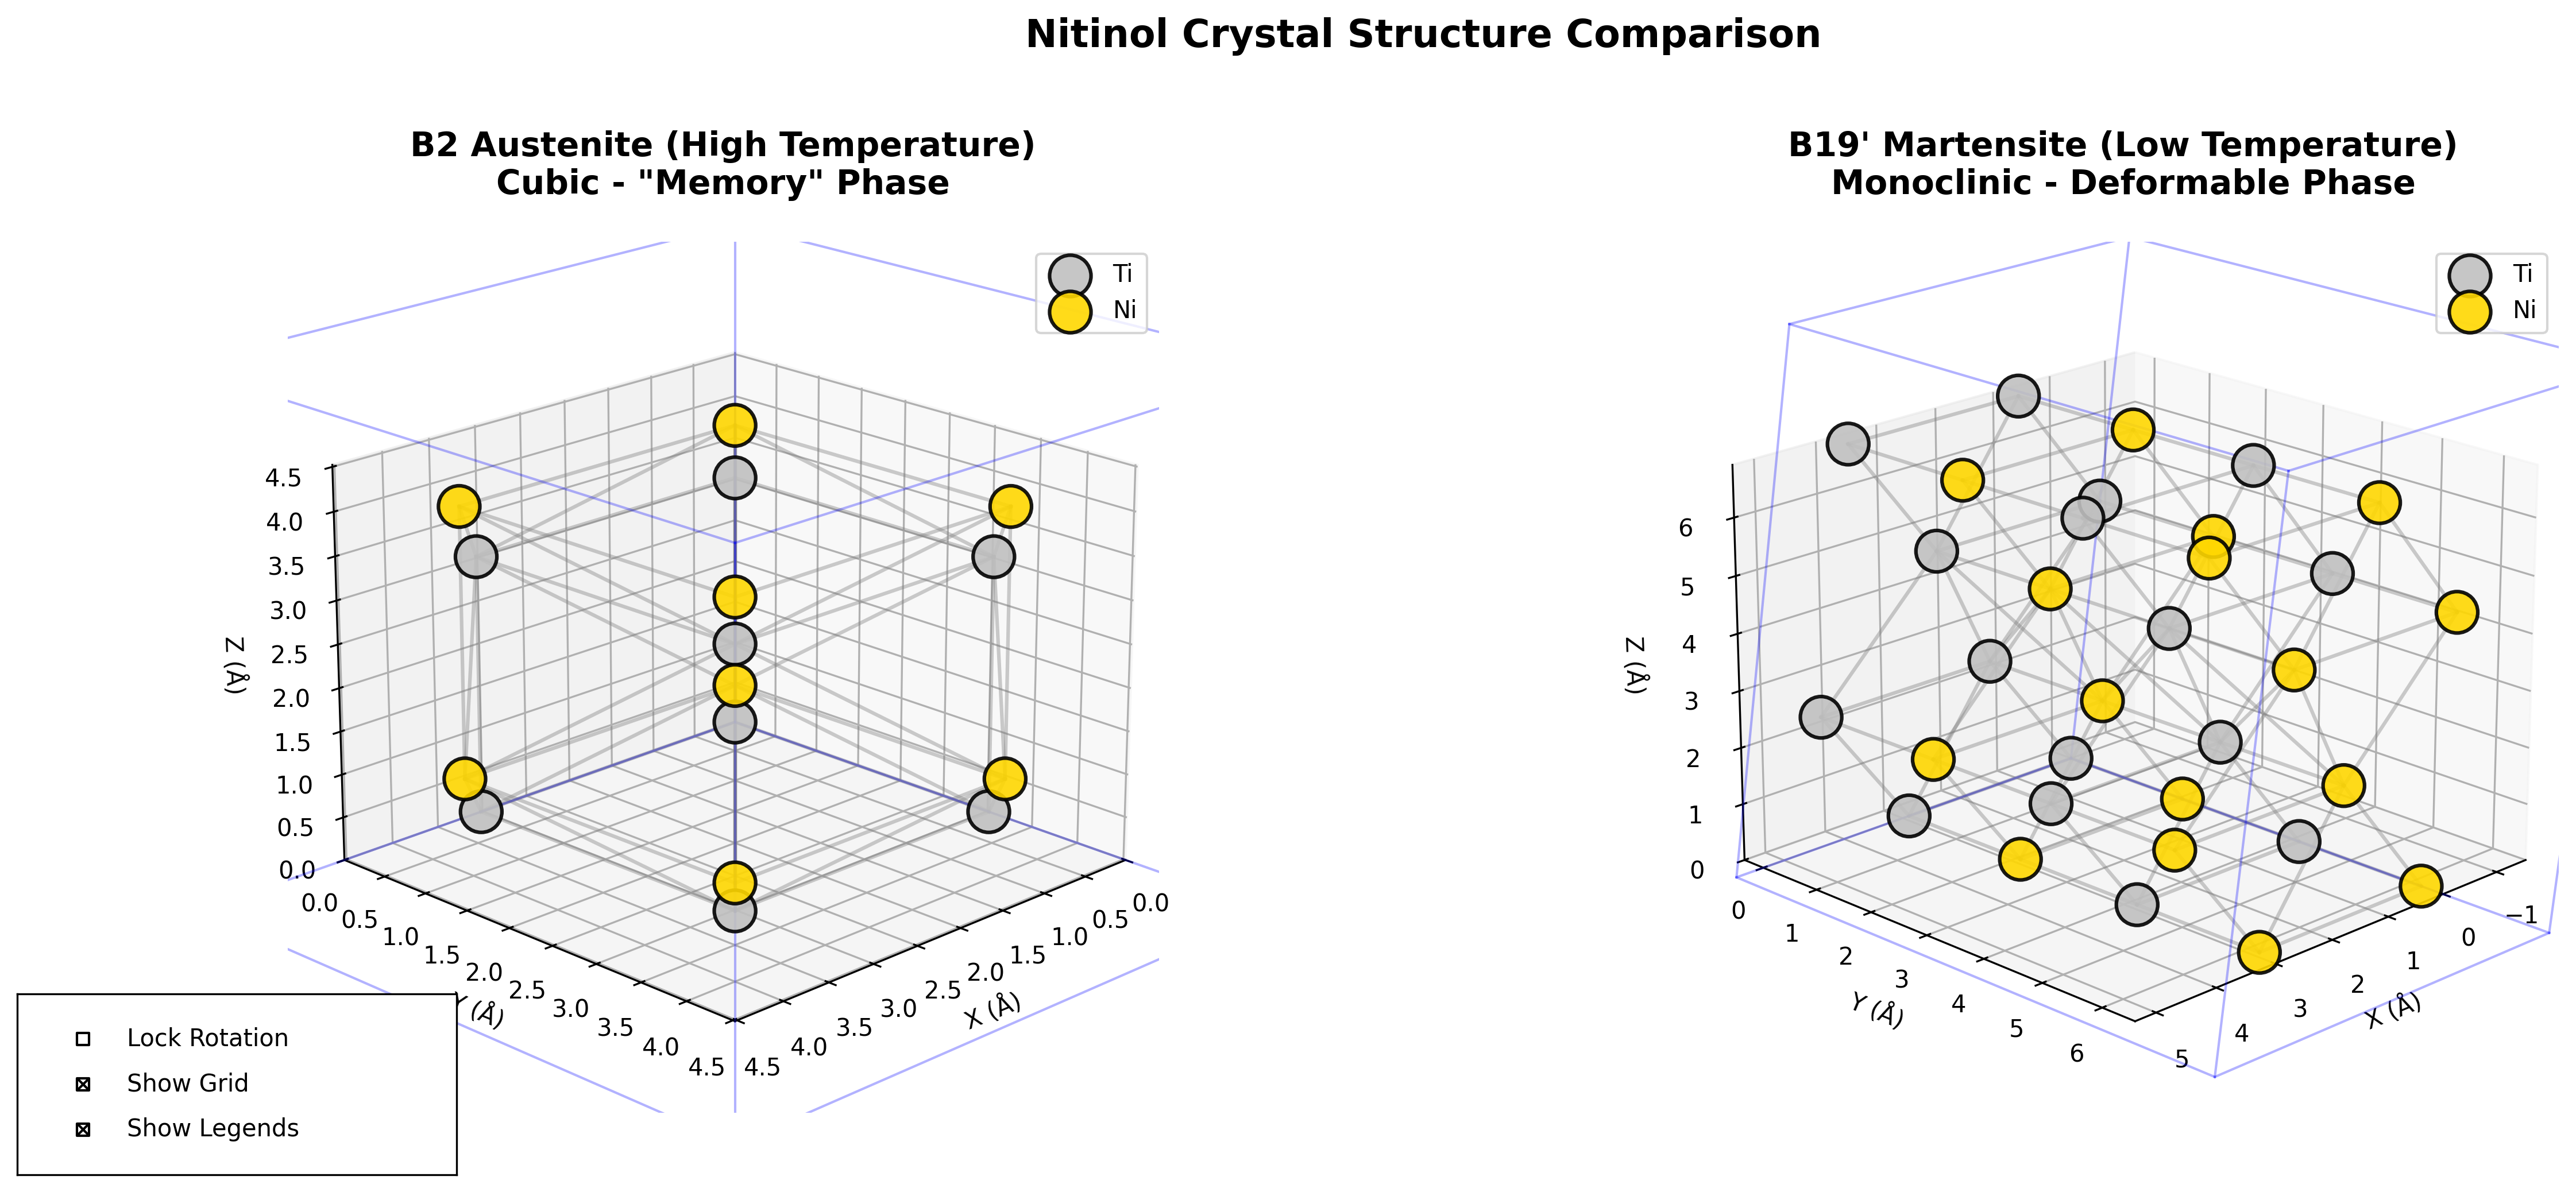 Nitinol Crystal Structure Comparison
B2 Austenite (High Temperature)
Cubic - "Memory" Phase
Ti
Ni
4.5
4.0
3.5
3.0
2.5
2.0
1.5
1.0
0.5
0.0
Z (Å)
0.0
0.5
1.0
1.5
2.0
2.5
3.0
3.5
4.0
4.5
Y (Å)
4.5
4.0
3.5
3.0
2.5
2.0
1.5
1.0
0.5
0.0
X (Å)
Lock Rotation
Show Grid
Show Legends
B19' Martensite (Low Temperature)
Monoclinic - Deformable Phase
Ti
Ni
6
5
4
3
2
1
0
Z (Å)
0
1
2
3
4
5
6
Y (Å)
5
4
3
2
1
0
−1
X (Å)